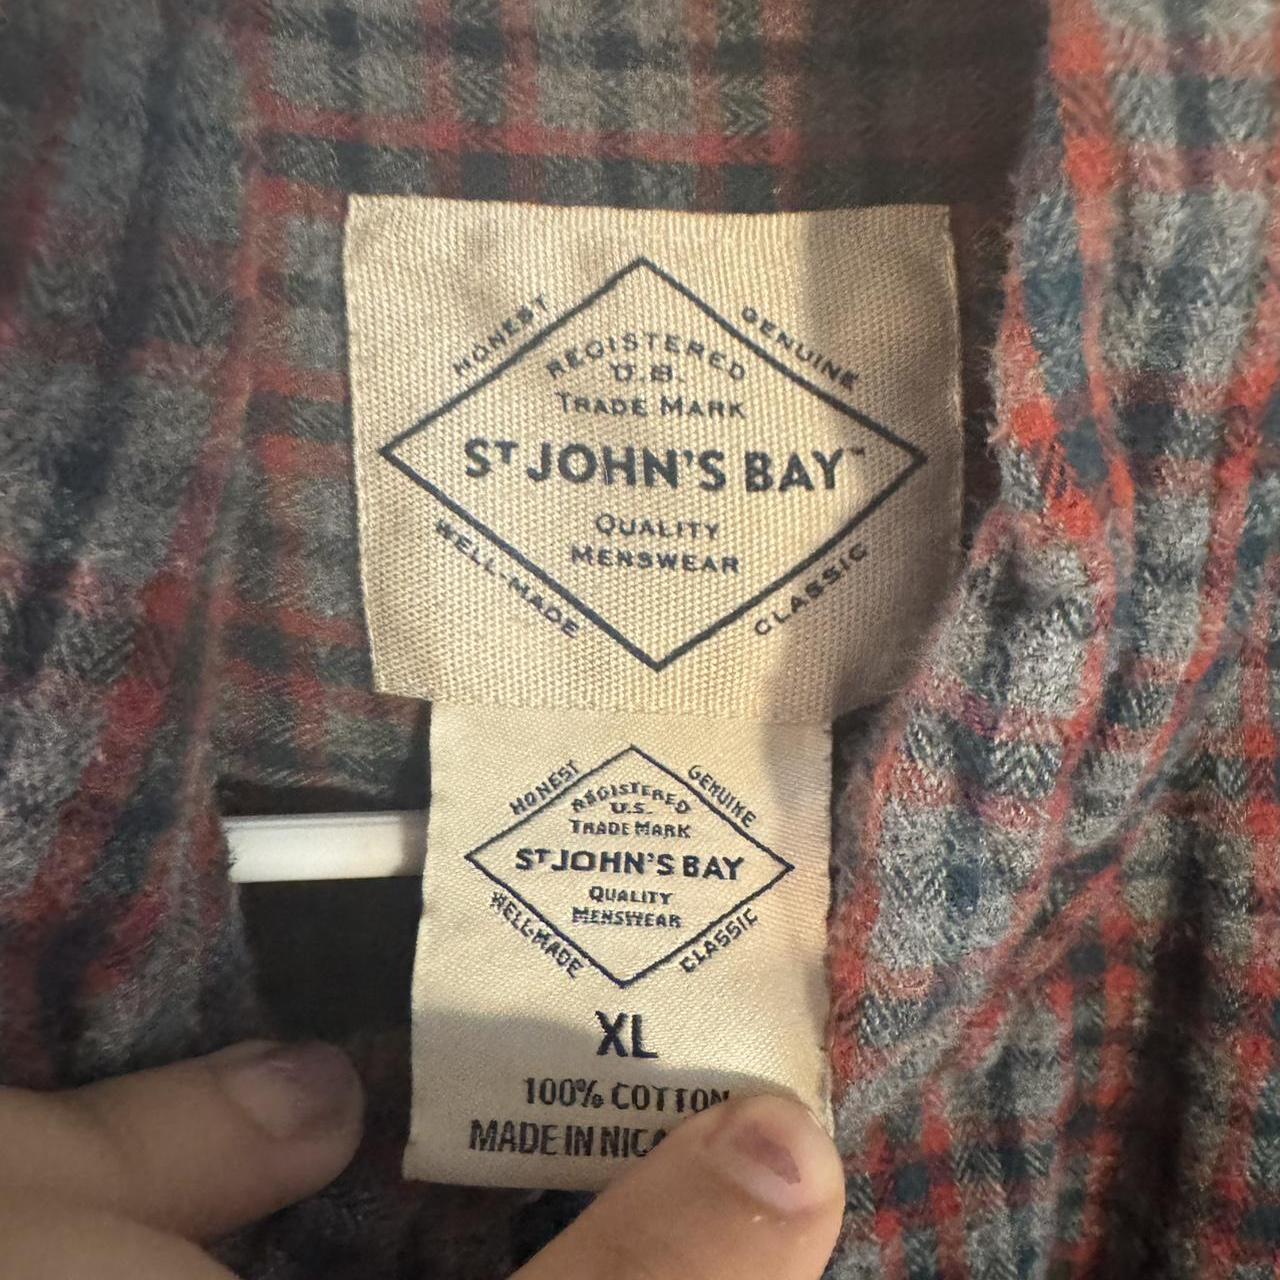 HONEST
GENUINE
REGISTERED
U.S.
TRADE MARK
ST JOHN'S BAY™
QUALITY
MENSWEAR
WELL-MADE
CLASSIC
HONEST
GENUINE
REGISTERED
U.S.
TRADE MARK
ST JOHN'S BAY
QUALITY
MENSWEAR
WELL-MADE
CLASSIC
XL
100% COTTON
MADE IN